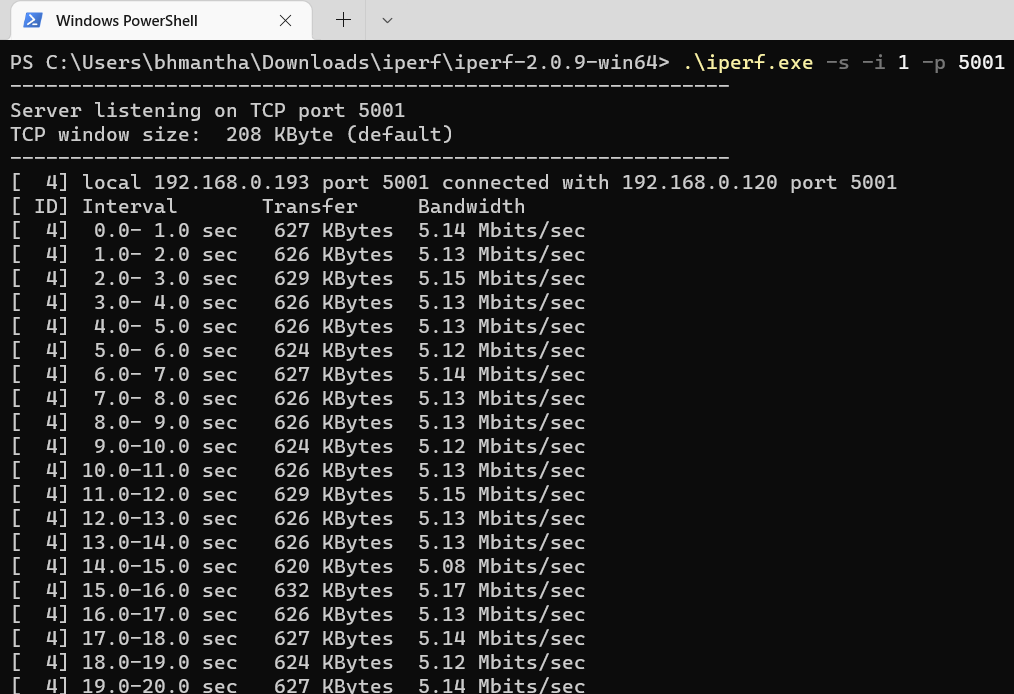 Windows PowerShell
PS C:\Users\bhmantha\Downloads\iperf\iperf-2.0.9-win64> .\iperf.exe -s -i 1 -p 5001
------------------------------------------------------------
Server listening on TCP port 5001
TCP window size:  208 KByte (default)
------------------------------------------------------------
[  4] local 192.168.0.193 port 5001 connected with 192.168.0.120 port 5001
[ ID] Interval       Transfer     Bandwidth
[  4]  0.0- 1.0 sec   627 KBytes  5.14 Mbits/sec
[  4]  1.0- 2.0 sec   626 KBytes  5.13 Mbits/sec
[  4]  2.0- 3.0 sec   629 KBytes  5.15 Mbits/sec
[  4]  3.0- 4.0 sec   626 KBytes  5.13 Mbits/sec
[  4]  4.0- 5.0 sec   626 KBytes  5.13 Mbits/sec
[  4]  5.0- 6.0 sec   624 KBytes  5.12 Mbits/sec
[  4]  6.0- 7.0 sec   627 KBytes  5.14 Mbits/sec
[  4]  7.0- 8.0 sec   626 KBytes  5.13 Mbits/sec
[  4]  8.0- 9.0 sec   626 KBytes  5.13 Mbits/sec
[  4]  9.0-10.0 sec   624 KBytes  5.12 Mbits/sec
[  4] 10.0-11.0 sec   626 KBytes  5.13 Mbits/sec
[  4] 11.0-12.0 sec   629 KBytes  5.15 Mbits/sec
[  4] 12.0-13.0 sec   626 KBytes  5.13 Mbits/sec
[  4] 13.0-14.0 sec   626 KBytes  5.13 Mbits/sec
[  4] 14.0-15.0 sec   620 KBytes  5.08 Mbits/sec
[  4] 15.0-16.0 sec   632 KBytes  5.17 Mbits/sec
[  4] 16.0-17.0 sec   626 KBytes  5.13 Mbits/sec
[  4] 17.0-18.0 sec   627 KBytes  5.14 Mbits/sec
[  4] 18.0-19.0 sec   624 KBytes  5.12 Mbits/sec
[  4] 19.0-20.0 sec   627 KBytes  5.14 Mbits/sec